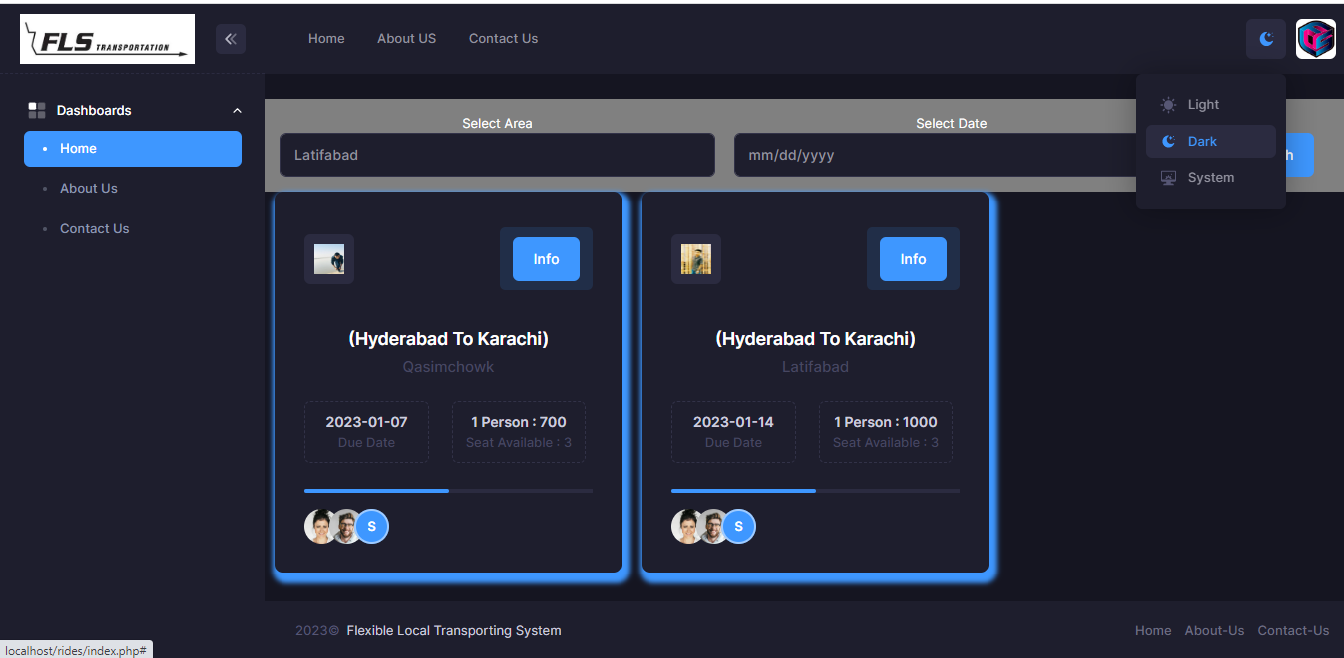 FLS TRANSPORTATION
Home About US Contact Us
Dashboards
Home
About Us
Contact Us
Light
Dark
System
Select Area
Select Date
Latifabad
mm/dd/yyyy
h
Info
(Hyderabad To Karachi)
Qasimchowk
2023-01-07
Due Date
1 Person : 700
Seat Available : 3
S
Info
(Hyderabad To Karachi)
Latifabad
2023-01-14
Due Date
1 Person : 1000
Seat Available : 3
S
2023© Flexible Local Transporting System
Home About-Us Contact-Us
localhost/rides/index.php#